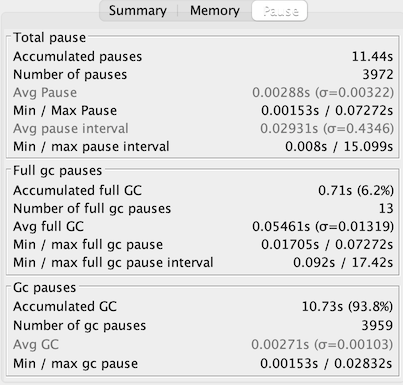 Summary Memory Pause
Total pause
Accumulated pauses 11.44s
Number of pauses 3972
Avg Pause 0.00288s (σ=0.00322)
Min / Max Pause 0.00153s / 0.07272s
Avg pause interval 0.02931s (σ=0.4346)
Min / max pause interval 0.008s / 15.099s
Full gc pauses
Accumulated full GC 0.71s (6.2%)
Number of full gc pauses 13
Avg full GC 0.05461s (σ=0.01319)
Min / max full gc pause 0.01705s / 0.07272s
Min / max full gc pause interval 0.092s / 17.42s
Gc pauses
Accumulated GC 10.73s (93.8%)
Number of gc pauses 3959
Avg GC 0.00271s (σ=0.00103)
Min / max gc pause 0.00153s / 0.02832s